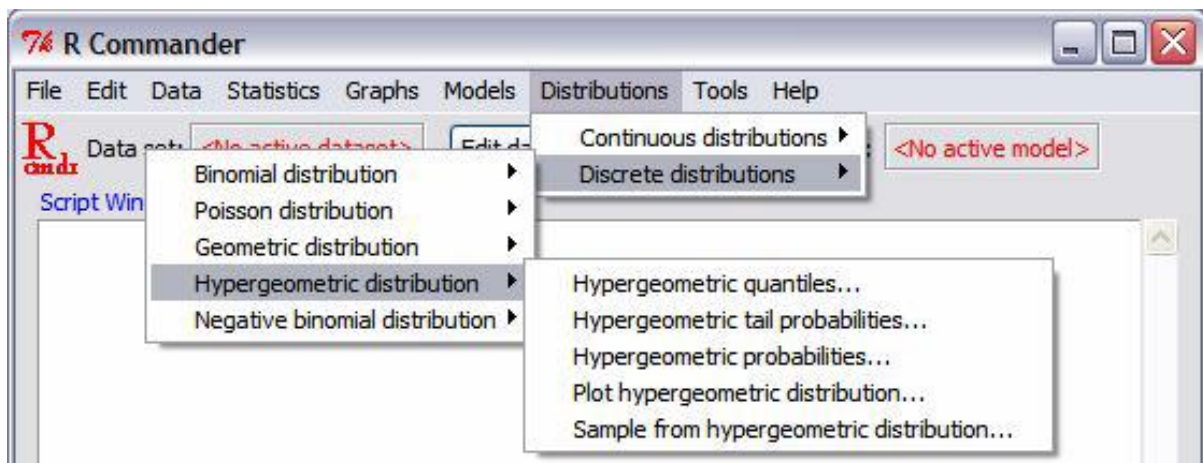 R Commander
File Edit Data Statistics Graphs Models Distributions Tools Help
R cmdr Data set: <No active dataset> Edit da : <No active model>
Continuous distributions
Discrete distributions
Script Win
Binomial distribution
Poisson distribution
Geometric distribution
Hypergeometric distribution
Negative binomial distribution
Hypergeometric quantiles...
Hypergeometric tail probabilities...
Hypergeometric probabilities...
Plot hypergeometric distribution...
Sample from hypergeometric distribution...